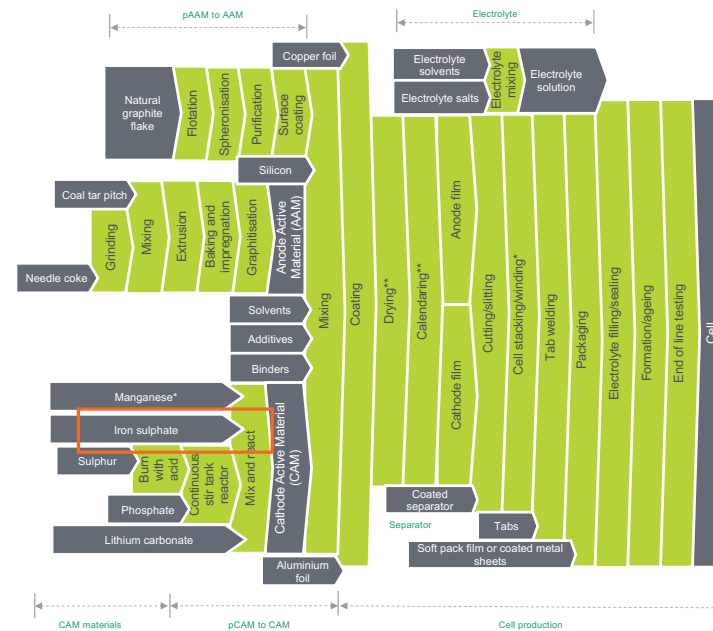 pAAM to AAM
Electrolyte
Copper foil
Natural
graphite
flake
Flotation
Spheronisation
Purification
Surface
coating
Electrolyte
solvents
Electrolyte salts
Electrolyte
mixing
Electrolyte
solution
Silicon
Coal tar pitch
Needle coke
Grinding
Mixing
Extrusion
Baking and
impregnation
Graphitisation
Anode Active
Material (AAM)
Solvents
Additives
Binders
Mixing
Coating
Drying**
Calendaring**
Anode film
Cathode film
Cutting/slitting
Cell stacking/winding*
Tab welding
Packaging
Electrolyte filling/sealing
Formation/ageing
End of line testing
Cell
Manganese*
Iron sulphate
Sulphur
Burn
with
acid
Continuous
stir tank
reactor
Mix and react
Cathode Active Material
(CAM)
Phosphate
Lithium carbonate
Aluminium
foil
Coated
separator
Separator
Tabs
Soft pack film or coated metal
sheets
CAM materials
pCAM to CAM
Cell production